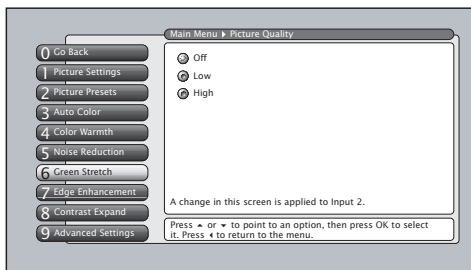 Main Menu ▸ Picture Quality
0 Go Back
1 Picture Settings
2 Picture Presets
3 Auto Color
4 Color Warmth
5 Noise Reduction
6 Green Stretch
7 Edge Enhancement
8 Contrast Expand
9 Advanced Settings
Off
Low
High
A change in this screen is applied to Input 2.
Press ▴ or ▾ to point to an option, then press OK to select
it. Press ◂ to return to the menu.